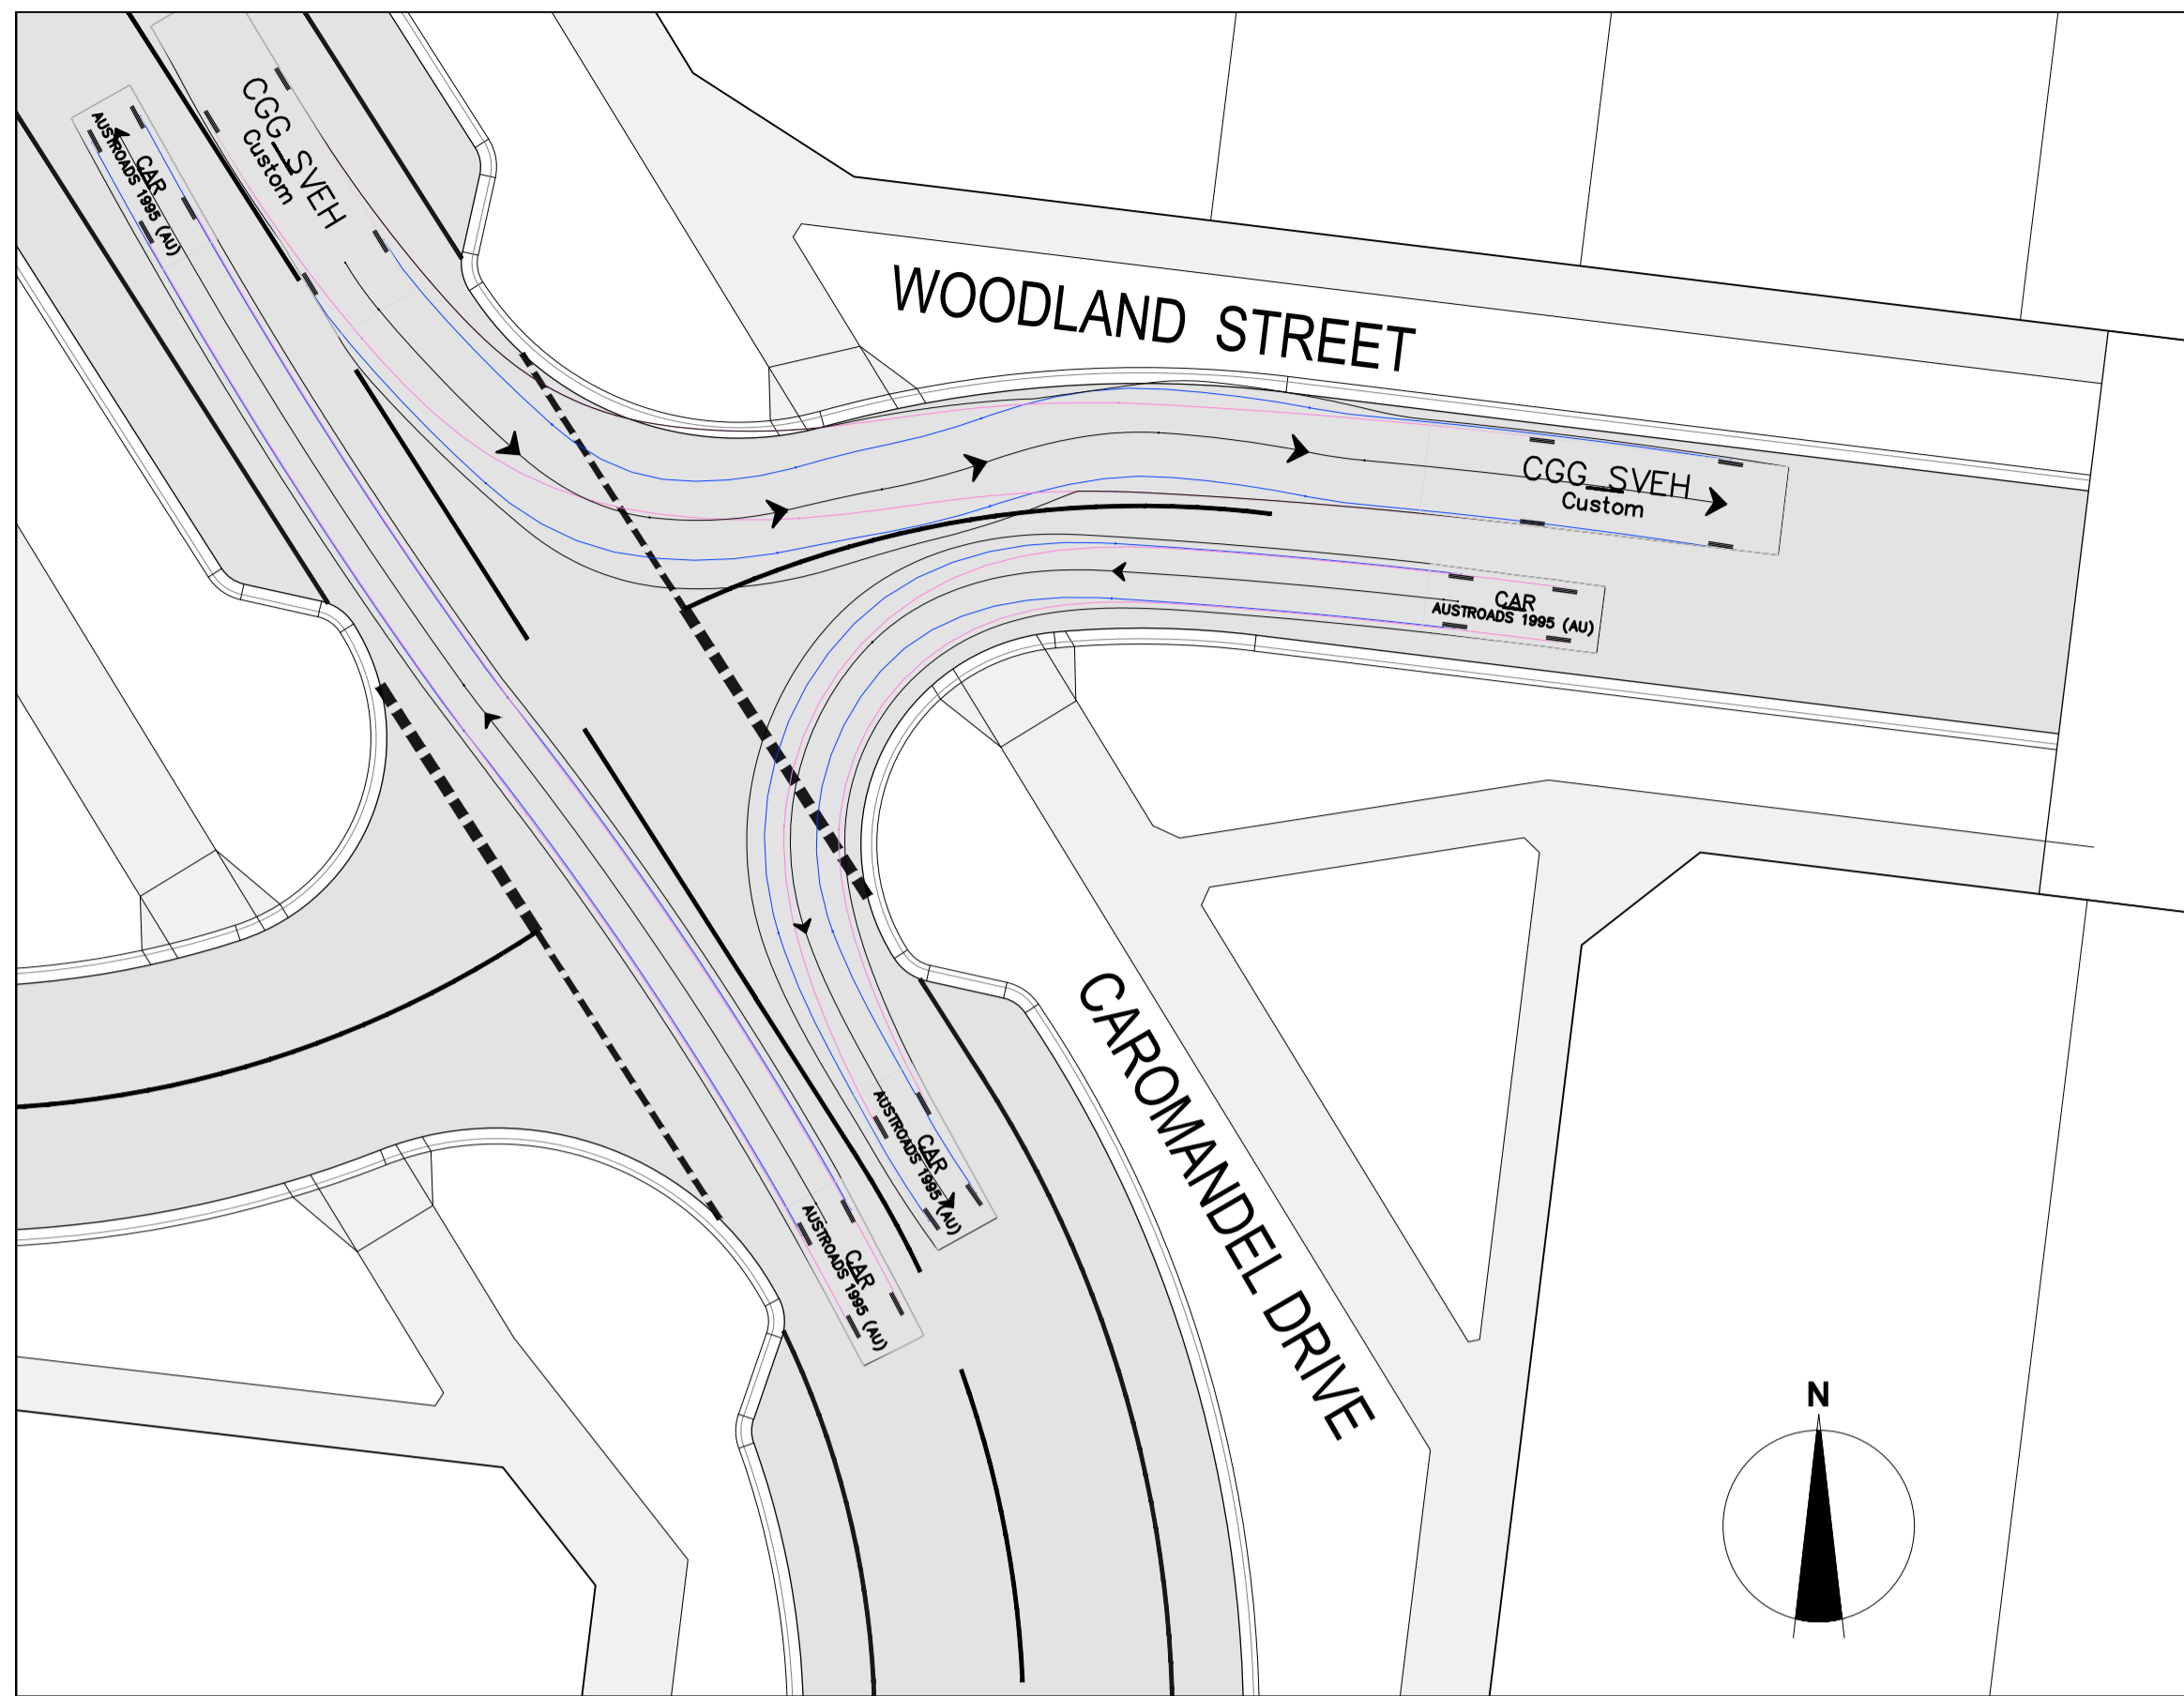 CGG_SVEH
Custom
CAR
AUSTROADS 1995 (AU)
WOODLAND STREET
CGG_SVEH
Custom
CAR
AUSTROADS 1995 (AU)
CAROMANDEL DRIVE
CAR
AUSTROADS 1995 (AU)
CAR
AUSTROADS 1995 (AU)
N